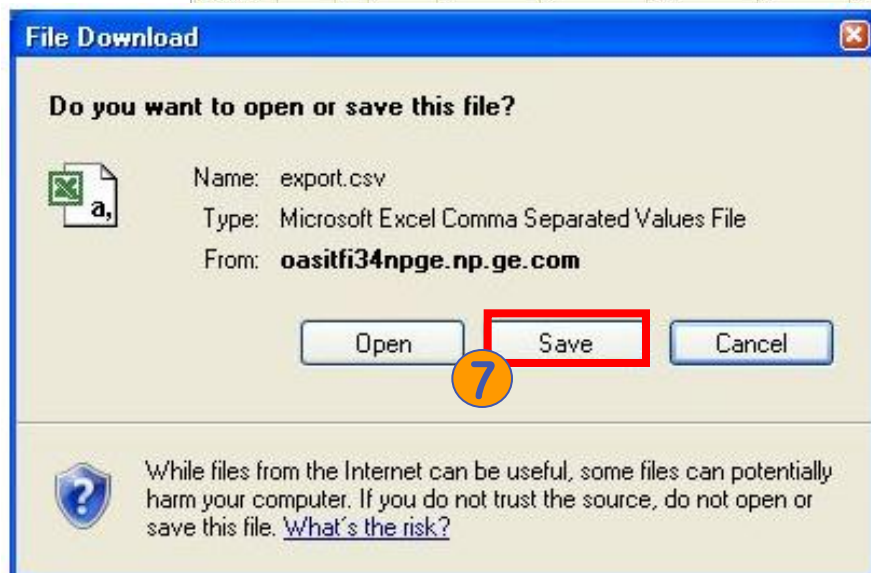 File Download
Do you want to open or save this file?
a,
Name: export.csv
Type: Microsoft Excel Comma Separated Values File
From: oasitfi34npge.np.ge.com
Open Save Cancel
7
While files from the Internet can be useful, some files can potentially
harm your computer. If you do not trust the source, do not open or
save this file. What's the risk?